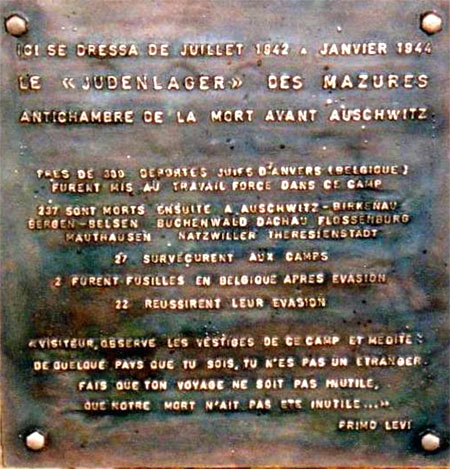 ICI SE DRESSA DE JUILLET 1942 A JANVIER 1944
LE « JUDENLAGER » DES MAZURES
ANTICHAMBRE DE LA MORT AVANT AUSCHWITZ
PRES DE 300 DEPORTES JUIFS D'ANVERS (BELGIQUE)
FURENT MIS AU TRAVAIL FORCE DANS CE CAMP
237 SONT MORTS ENSUITE A AUSCHWITZ-BIRKENAU
BERGEN-BELSEN BUCHENWALD DACHAU FLOSSENBURG
MAUTHAUSEN NATZWILLER THERESIENSTADT
27 SURVECURENT AUX CAMPS
2 FURENT FUSILLES EN BELGIQUE APRES EVASION
22 REUSSIRENT LEUR EVASION
« VISITEUR, OBSERVE LES VESTIGES DE CE CAMP ET MEDITE :
DE QUELQUE PAYS QUE TU SOIS, TU N'ES PAS UN ETRANGER.
FAIS QUE TON VOYAGE NE SOIT PAS INUTILE,
QUE NOTRE MORT N'AIT PAS ETE INUTILE... »
PRIMO LEVI